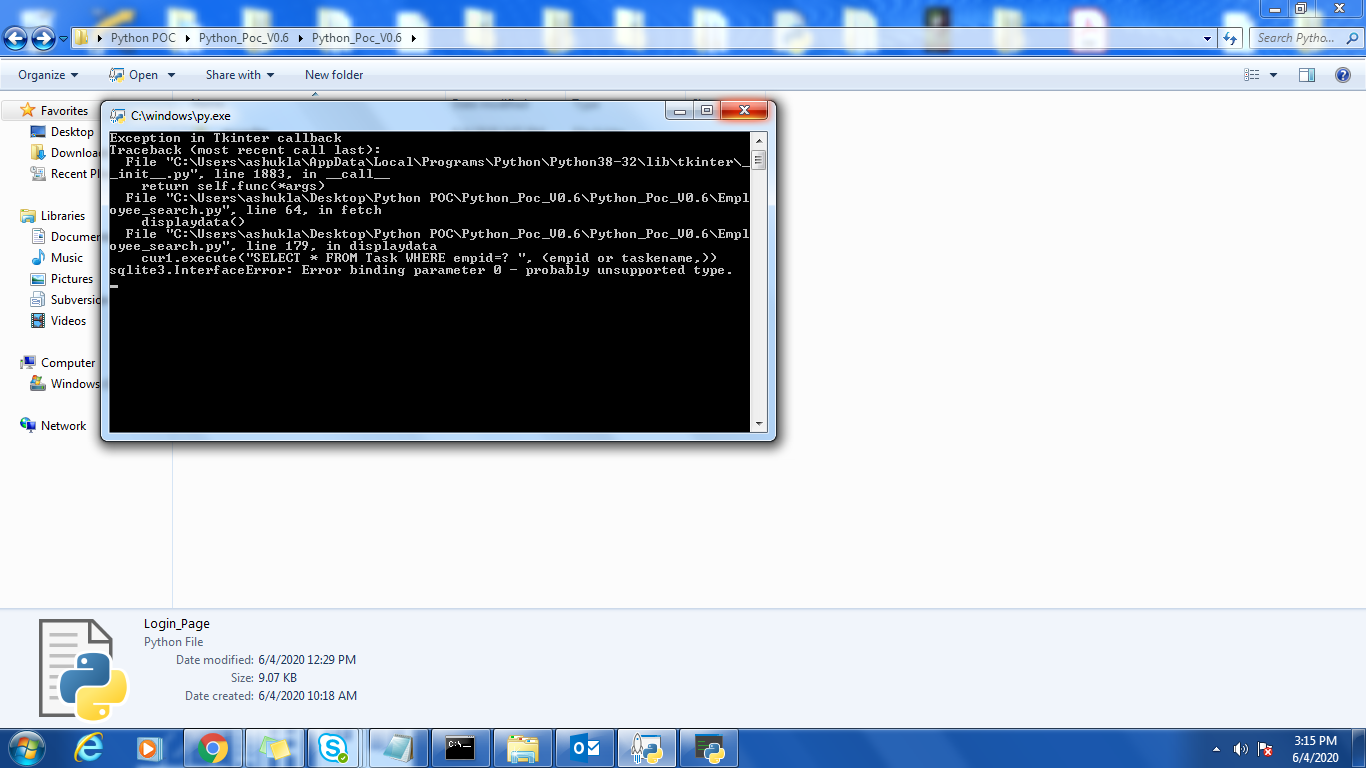 Python POC
Python_Poc_V0.6
Python_Poc_V0.6
Search Pytho...
Organize
Open
Share with
New folder
Favorites
Desktop
Downloa
Recent Pl
Libraries
Documen
Music
Pictures
Subversio
Videos
Computer
Windows
Network
C:\windows\py.exe
Exception in Tkinter callback
Traceback (most recent call last):
  File "C:\Users\ashukla\AppData\Local\Programs\Python\Python38-32\lib\tkinter\_
_init__.py", line 1883, in __call__
    return self.func(*args)
  File "C:\Users\ashukla\Desktop\Python POC\Python_Poc_V0.6\Python_Poc_V0.6\Empl
oyee_search.py", line 64, in fetch
    displaydata()
  File "C:\Users\ashukla\Desktop\Python POC\Python_Poc_V0.6\Python_Poc_V0.6\Empl
oyee_search.py", line 179, in displaydata
    cur1.execute("SELECT * FROM Task WHERE empid=? ", (empid or taskename,))
sqlite3.InterfaceError: Error binding parameter 0 - probably unsupported type.
Login_Page
Python File
Date modified: 6/4/2020 12:29 PM
Size: 9.07 KB
Date created: 6/4/2020 10:18 AM
3:15 PM
6/4/2020